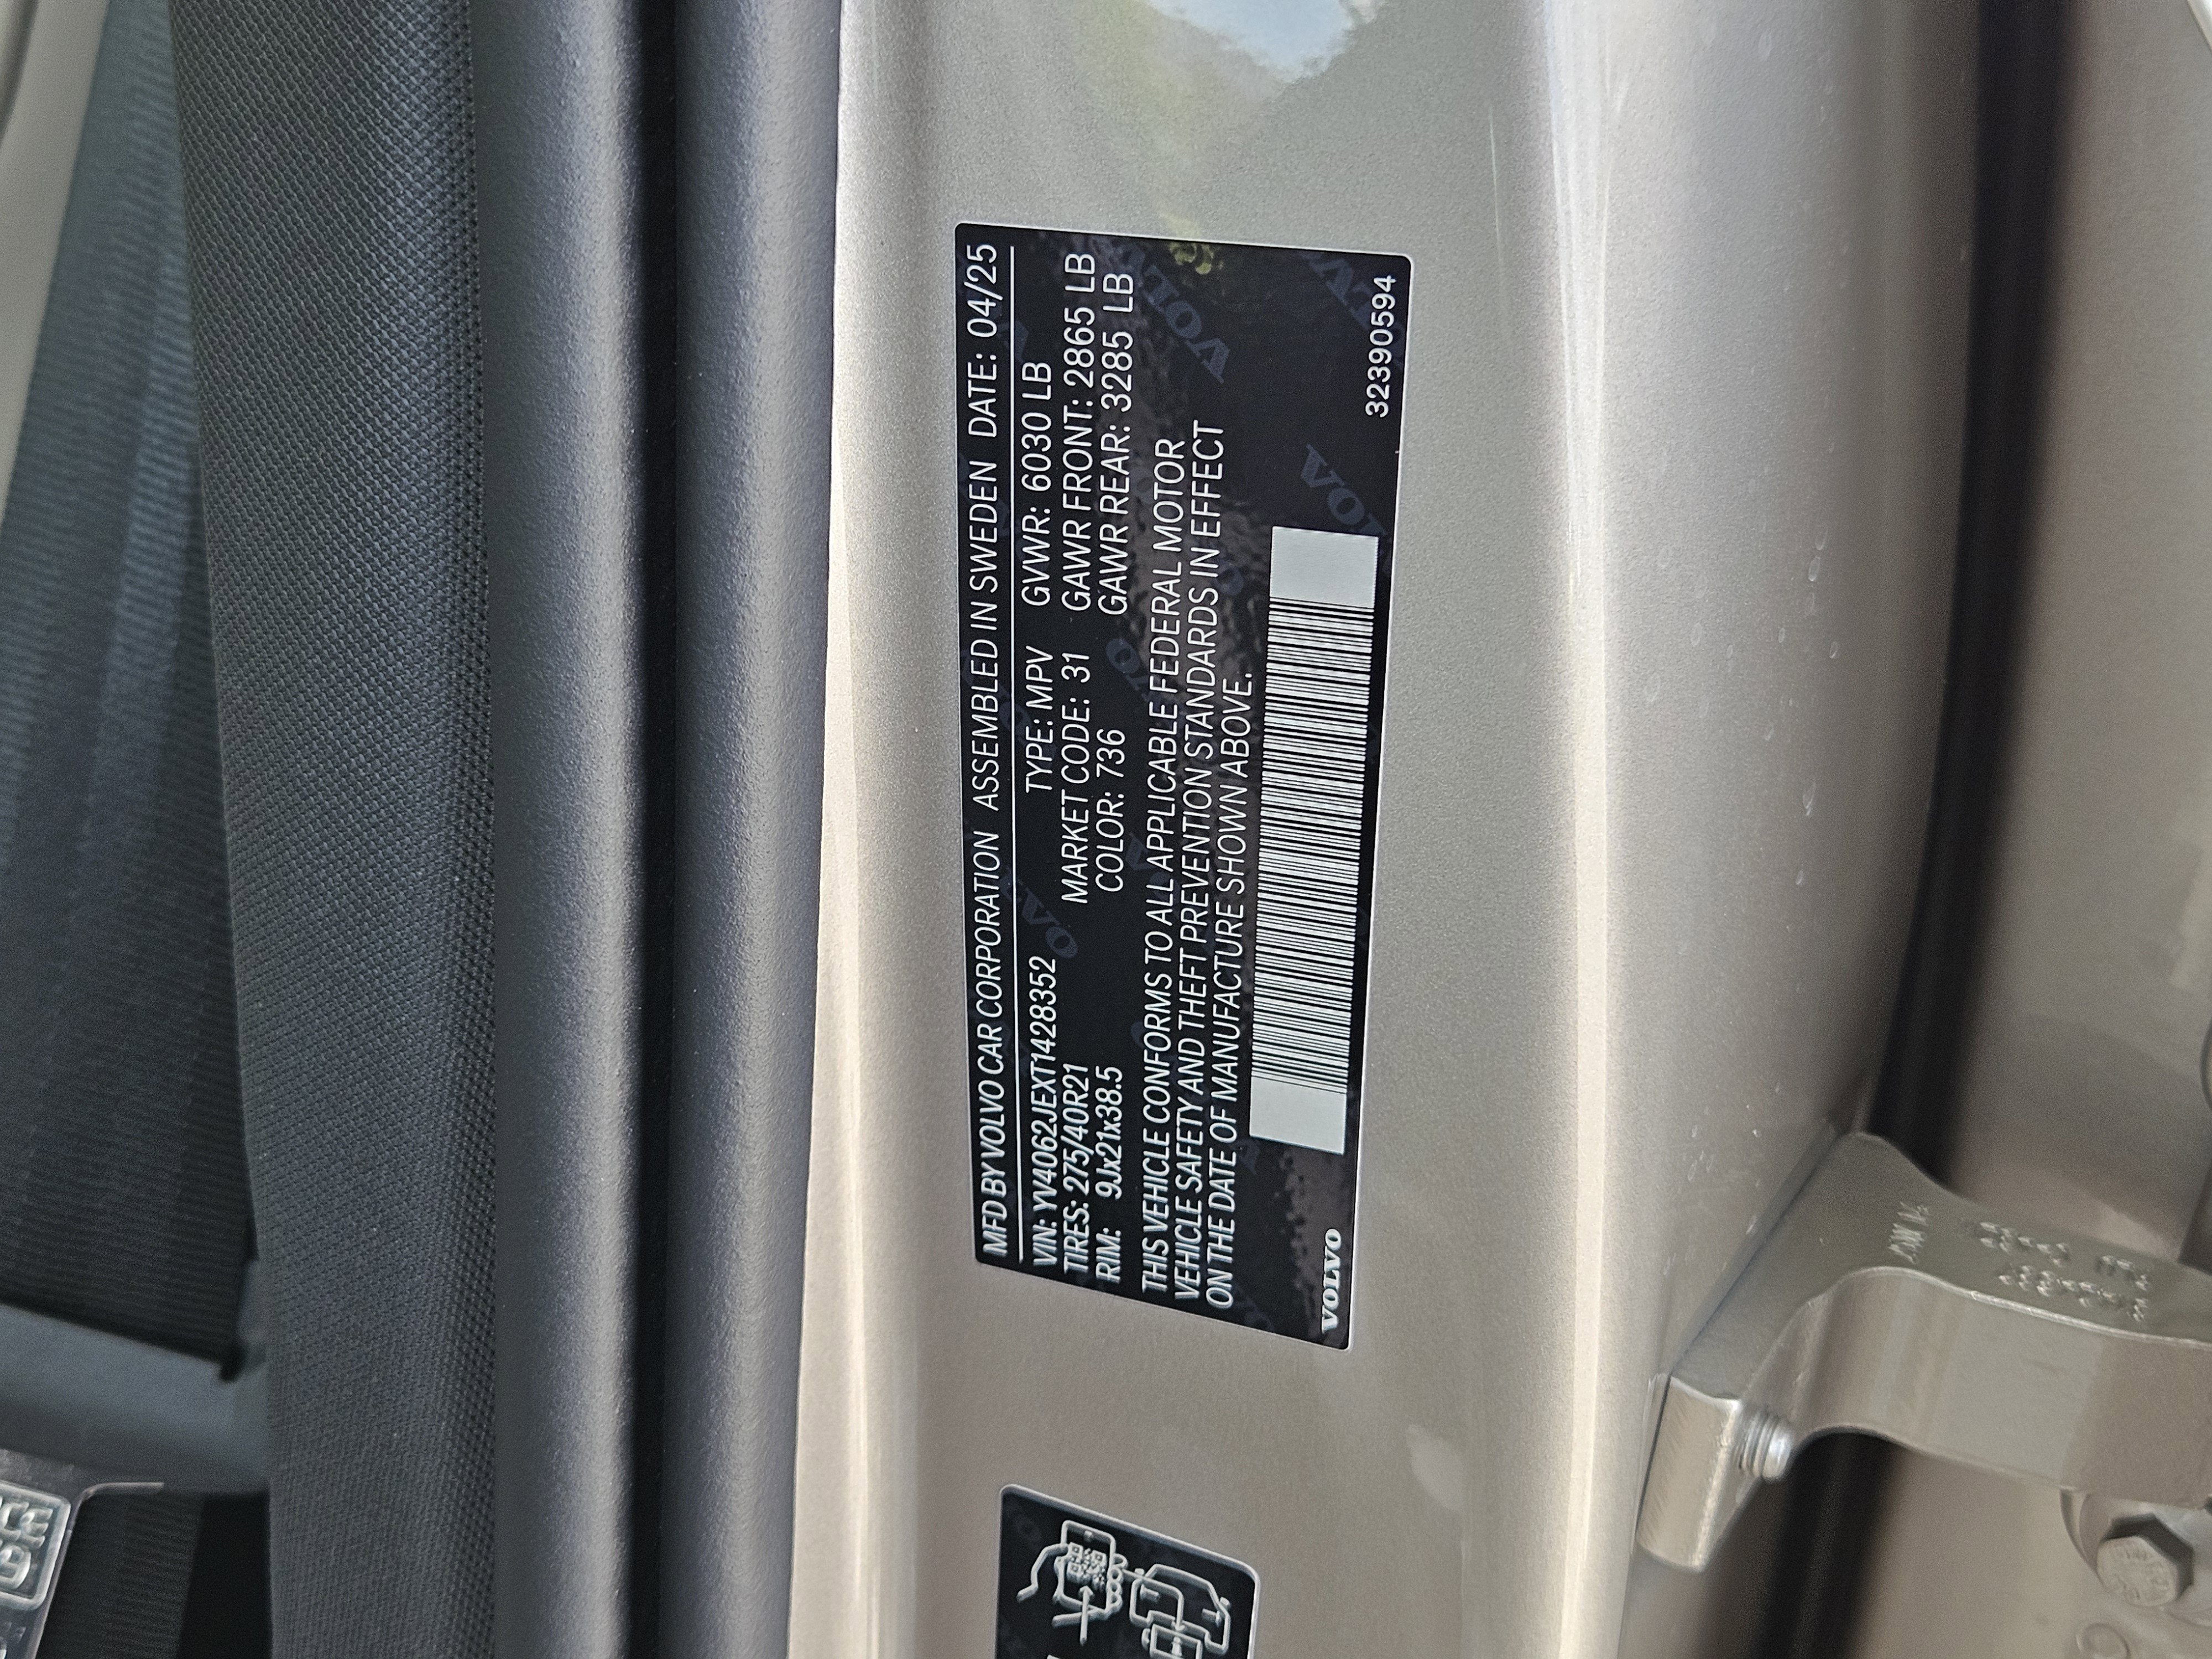 MFD BY VOLVO CAR CORPORATION ASSEMBLED IN SWEDEN DATE: 04/25
VIN: YV4062JEXT1428352 TYPE: MPV GVWR: 6030 LB
TIRES: 275/40R21 MARKET CODE: 31 GAWR FRONT: 2865 LB
RIM: 9Jx21x38.5 COLOR: 736 GAWR REAR: 3285 LB
THIS VEHICLE CONFORMS TO ALL APPLICABLE FEDERAL MOTOR
VEHICLE SAFETY AND THEFT PREVENTION STANDARDS IN EFFECT
ON THE DATE OF MANUFACTURE SHOWN ABOVE.
VOLVO 32390594